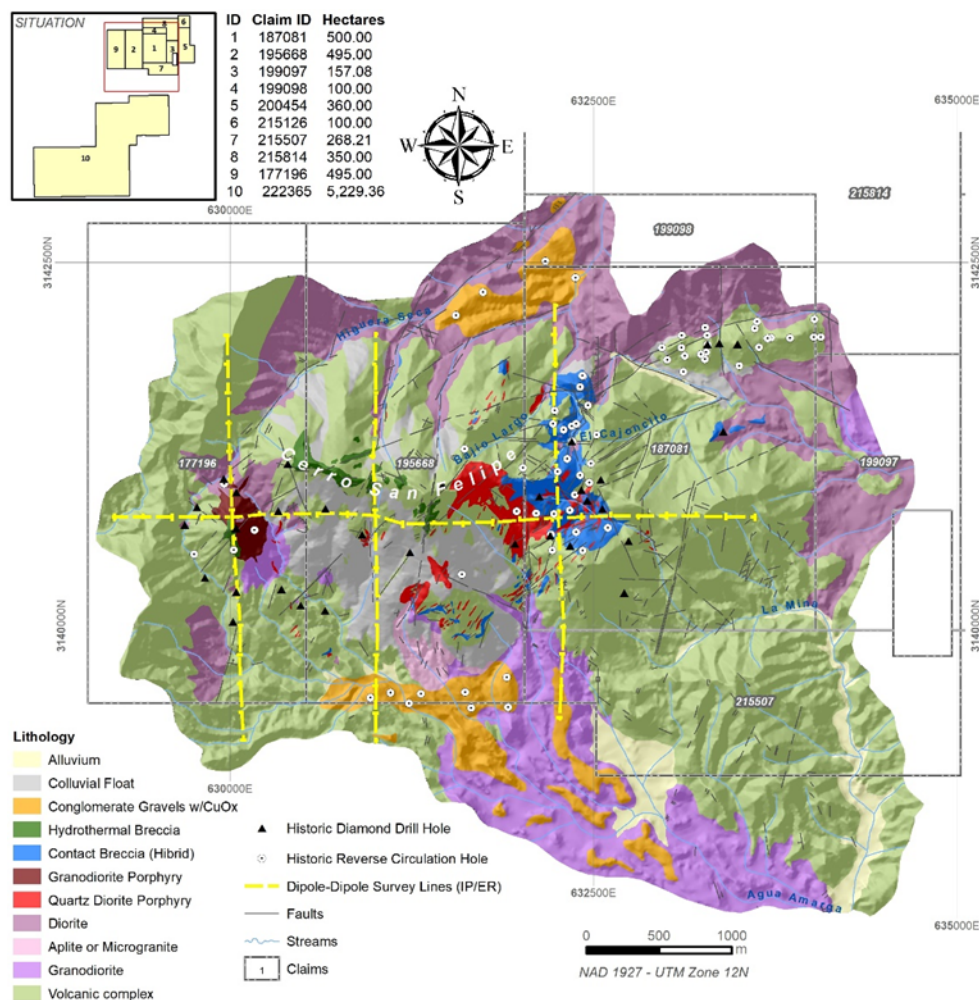 SITUATION
8
6
4
9
2
1
3
5
7
10
ID Claim ID Hectares
1 187081 500.00
2 195668 495.00
3 199097 157.08
4 199098 100.00
5 200454 360.00
6 215126 100.00
7 215507 268.21
8 215814 350.00
9 177196 495.00
10 222365 5,229.36
N
W E
S
632500E
635000E
630000E
3142500N
3142500N
215814
199098
Higuera Seca
Bajio Largo
El Cajoncito
187081
177196
195668
199097
Cerro San Felipe
3140000N
3140000N
La Mina
215507
Agua Amarga
630000E
632500E
635000E
Lithology
Alluvium
Colluvial Float
Conglomerate Gravels w/CuOx
Hydrothermal Breccia
Contact Breccia (Hibrid)
Granodiorite Porphyry
Quartz Diorite Porphyry
Diorite
Aplite or Microgranite
Granodiorite
Volcanic complex
Historic Diamond Drill Hole
Historic Reverse Circulation Hole
Dipole-Dipole Survey Lines (IP/ER)
Faults
Streams
1 Claims
0 500 1000
m
NAD 1927 - UTM Zone 12N